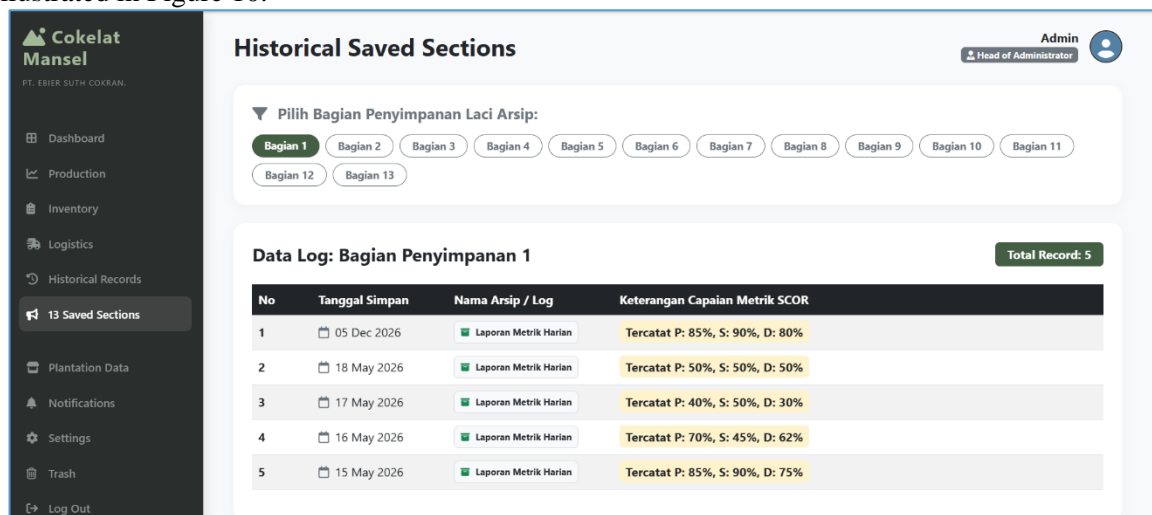 illustrated in Figure 10.
Cokelat
Mansel
PT. EBIER SUTH COKRAN.
Dashboard
Production
Inventory
Logistics
Historical Records
13 Saved Sections
Plantation Data
Notifications
Settings
Trash
Log Out
Historical Saved Sections
Admin
Head of Administrator
Pilih Bagian Penyimpanan Laci Arsip:
Bagian 1 Bagian 2 Bagian 3 Bagian 4 Bagian 5 Bagian 6 Bagian 7 Bagian 8 Bagian 9 Bagian 10 Bagian 11
Bagian 12 Bagian 13
Data Log: Bagian Penyimpanan 1
Total Record: 5
No Tanggal Simpan Nama Arsip / Log Keterangan Capaian Metrik SCOR
1 05 Dec 2026 Laporan Metrik Harian Tercatat P: 85%, S: 90%, D: 80%
2 18 May 2026 Laporan Metrik Harian Tercatat P: 50%, S: 50%, D: 50%
3 17 May 2026 Laporan Metrik Harian Tercatat P: 40%, S: 50%, D: 30%
4 16 May 2026 Laporan Metrik Harian Tercatat P: 70%, S: 45%, D: 62%
5 15 May 2026 Laporan Metrik Harian Tercatat P: 85%, S: 90%, D: 75%